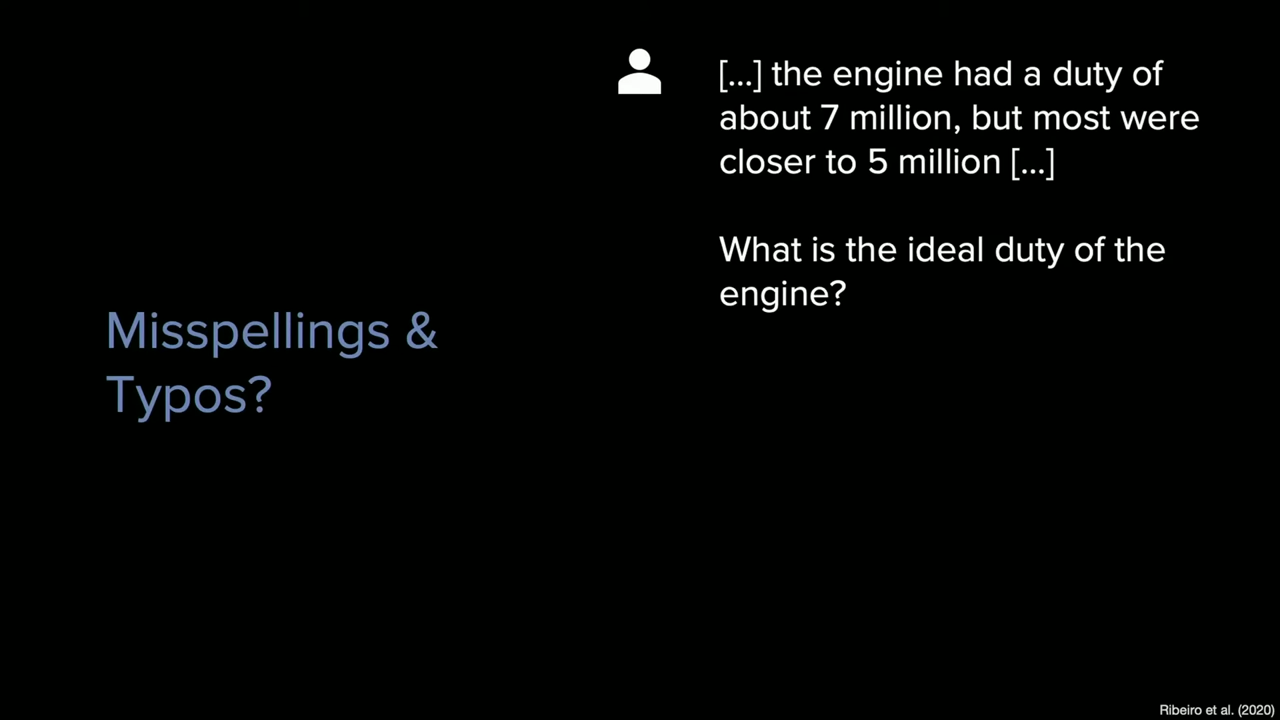 [...] the engine had a duty of
about 7 million, but most were
closer to 5 million [...]
What is the ideal duty of the
engine?
Misspellings &
Typos?
Ribeiro et al. (2020)